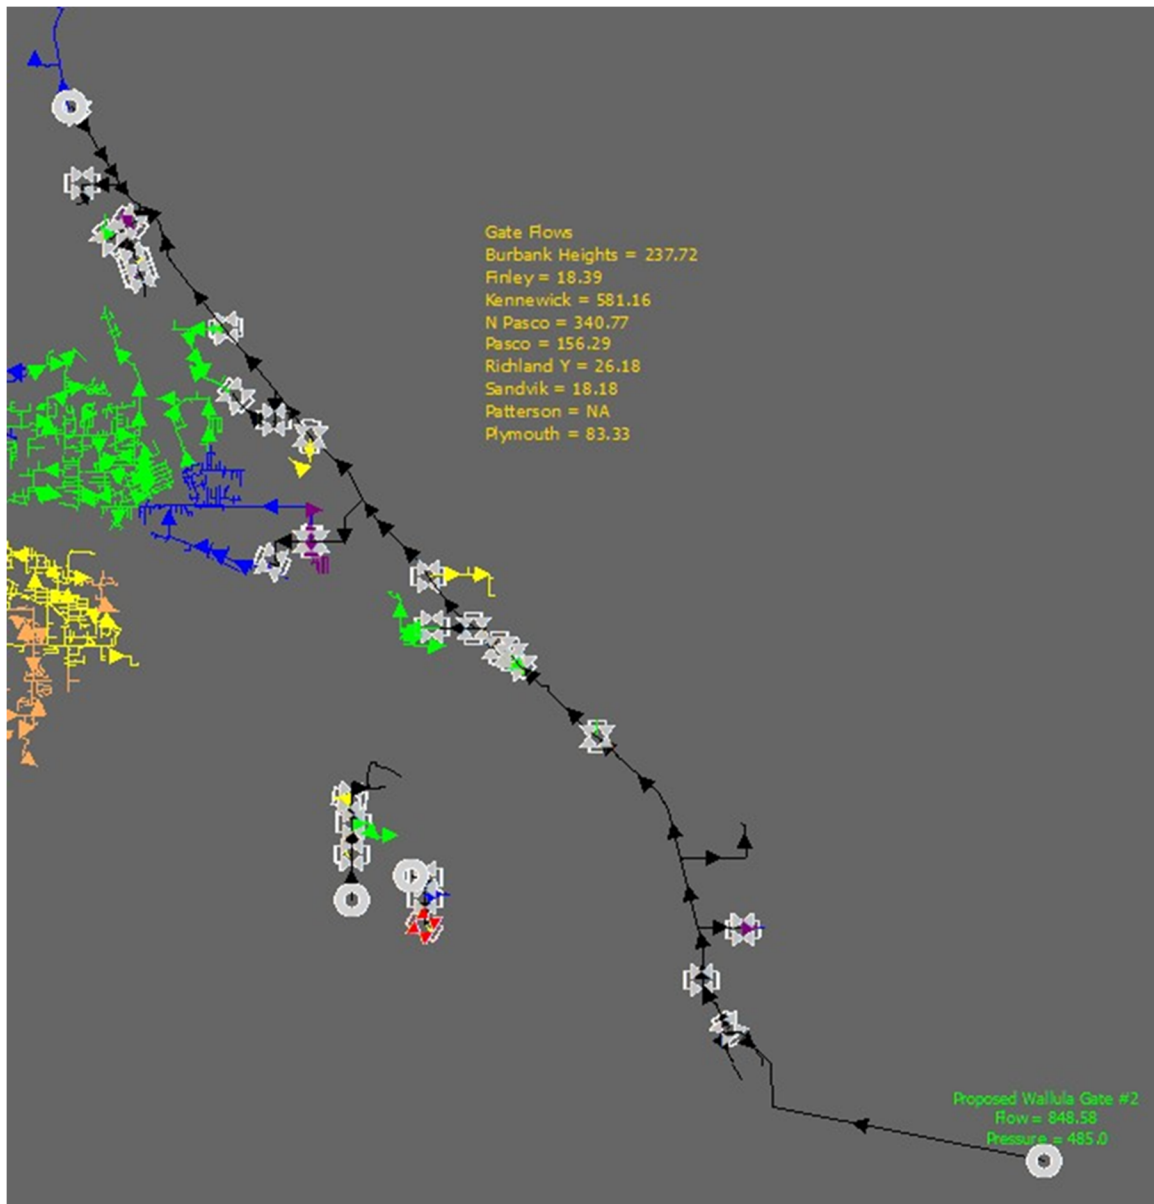 Gate Flows
Burbank Heights = 237.72
Finley = 18.39
Kennewick = 581.16
N Pasco = 340.77
Pasco = 156.29
Richland Y = 26.18
Sandvik = 18.18
Patterson = NA
Plymouth = 83.33
Proposed Wallula Gate #2
Flow = 848.58
Pressure = 485.0